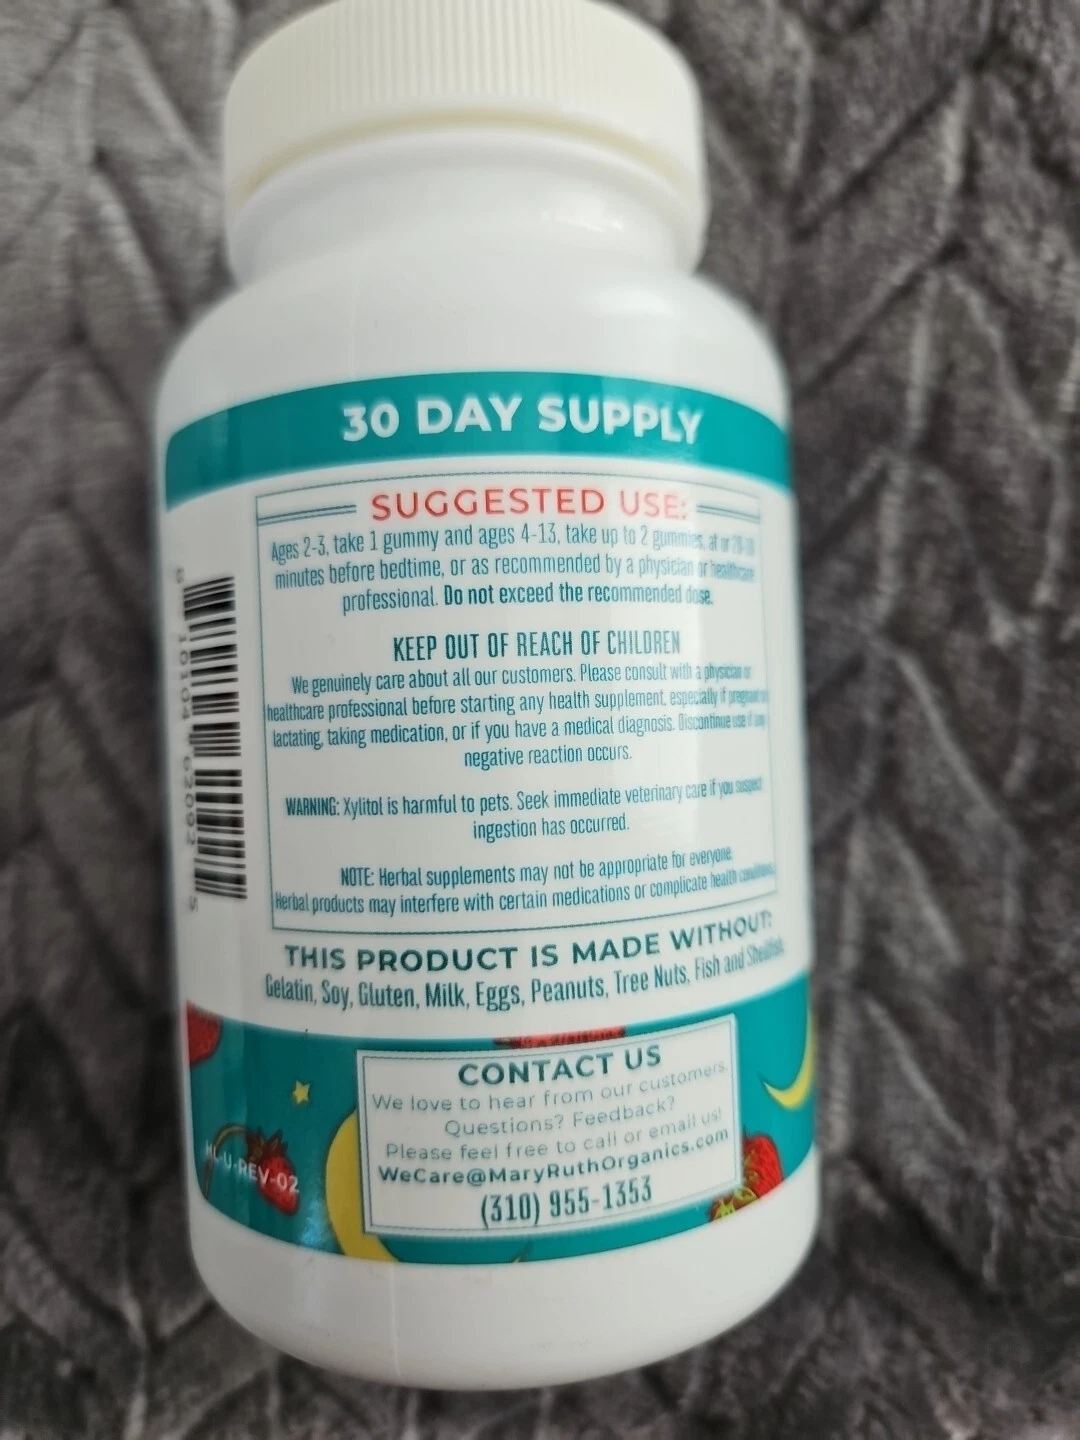 30 DAY SUPPLY
SUGGESTED USE:
Ages 2-3, take 1 gummy and ages 4-13, take up to 2 gummies, at or
minutes before bedtime, or as recommended by a physician or healthcare
professional. Do not exceed the recommended dose.
KEEP OUT OF REACH OF CHILDREN
We genuinely care about all our customers. Please consult with a physician or
healthcare professional before starting any health supplement, especially if pregnant or
lactating, taking medication, or if you have a medical diagnosis. Discontinue use if any
negative reaction occurs.
WARNING: Xylitol is harmful to pets. Seek immediate veterinary care if you suspect
ingestion has occurred.
NOTE: Herbal supplements may not be appropriate for everyone.
Herbal products may interfere with certain medications or complicate health conditions.
THIS PRODUCT IS MADE WITHOUT:
Gelatin, Soy, Gluten, Milk, Eggs, Peanuts, Tree Nuts, Fish and Shellfish.
CONTACT US
We love to hear from our customers.
Questions? Feedback?
Please feel free to call or email us!
WeCare@MaryRuthOrganics.com
(310) 955-1353
-U-REV-02